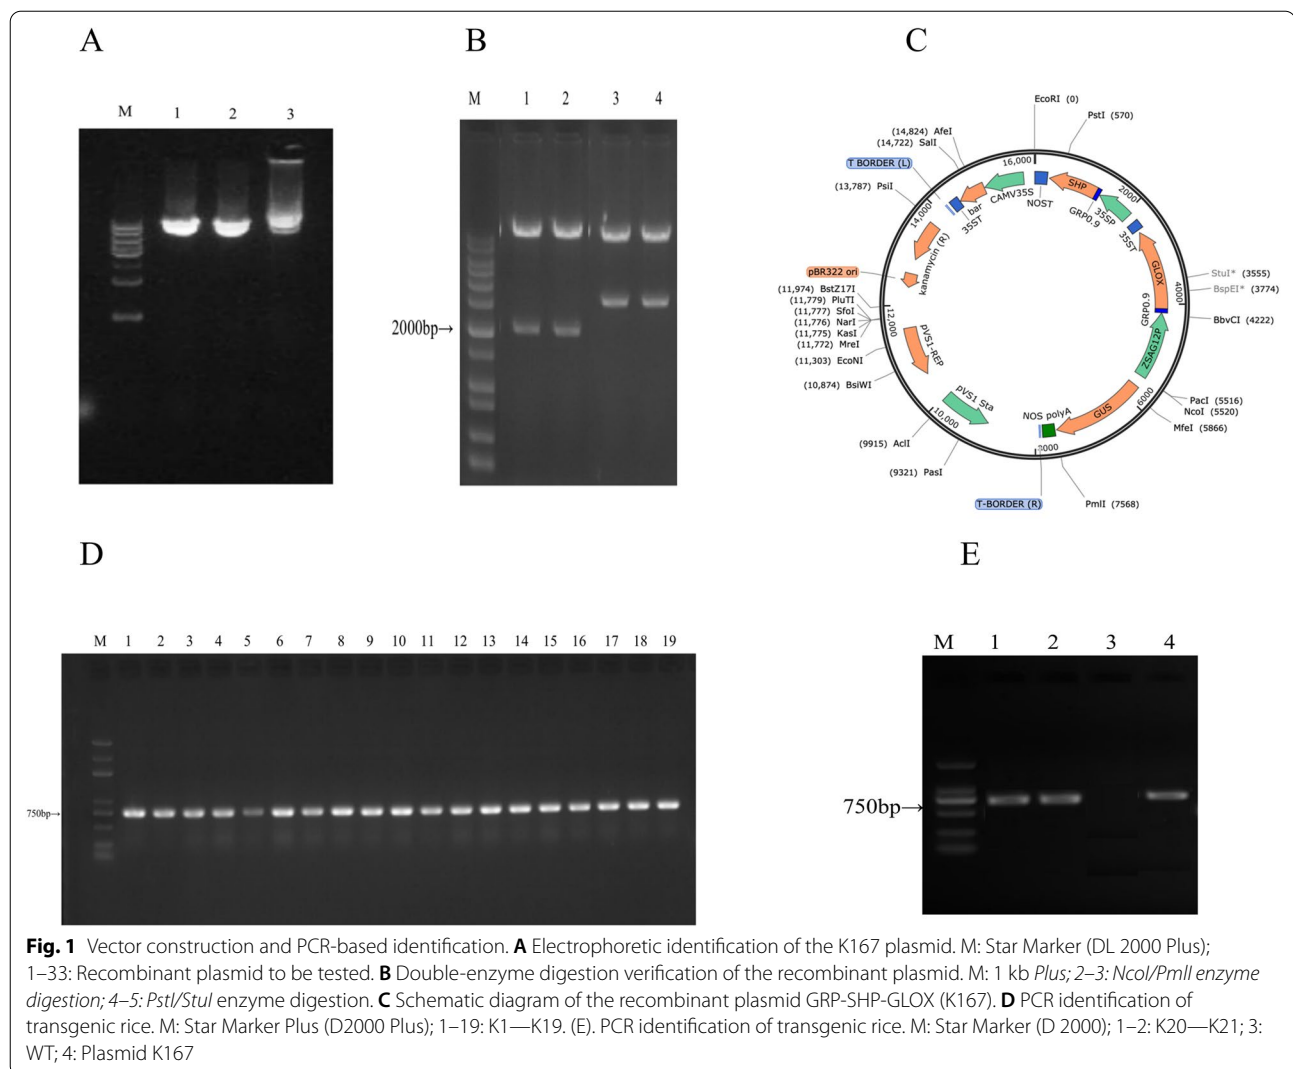 A
B
C
M 1 2 3
M 1 2 3 4
2000bp→
EcoRI (0)
PstI (570)
(14,824) AfeI
(14,722) SalI
T BORDER (L)
(13,787) PsiI
16,000
2000
4000
6000
8000
10,000
12,000
14,000
CAMV35S
bar
35ST
NOST
SHP
GRP0.9
35SP
35ST
GLOX
GRP0.9
ZSAG12P
GUS
NOS polyA
pVS1 Sta
pVS1-REP
kanamycin (R)
pBR322 ori
StuI* (3555)
BspEI* (3774)
BbvCI (4222)
PacI (5516)
NcoI (5520)
MfeI (5866)
PmlI (7568)
T-BORDER (R)
(11,974) BstZ17I
(11,779) PluTI
(11,777) SfoI
(11,776) NarI
(11,775) KasI
(11,772) MreI
(11,303) EcoNI
(10,874) BsiWI
(9915) AclI
(9321) PasI
D
E
M 1 2 3 4 5 6 7 8 9 10 11 12 13 14 15 16 17 18 19
750bp→
M 1 2 3 4
750bp→
Fig. 1 Vector construction and PCR-based identification. A Electrophoretic identification of the K167 plasmid. M: Star Marker (DL 2000 Plus);
1–33: Recombinant plasmid to be tested. B Double-enzyme digestion verification of the recombinant plasmid. M: 1 kb Plus; 2–3: NcoI/PmlI enzyme
digestion; 4–5: PstI/StuI enzyme digestion. C Schematic diagram of the recombinant plasmid GRP-SHP-GLOX (K167). D PCR identification of
transgenic rice. M: Star Marker Plus (D2000 Plus); 1–19: K1—K19. (E). PCR identification of transgenic rice. M: Star Marker (D 2000); 1–2: K20—K21; 3:
WT; 4: Plasmid K167